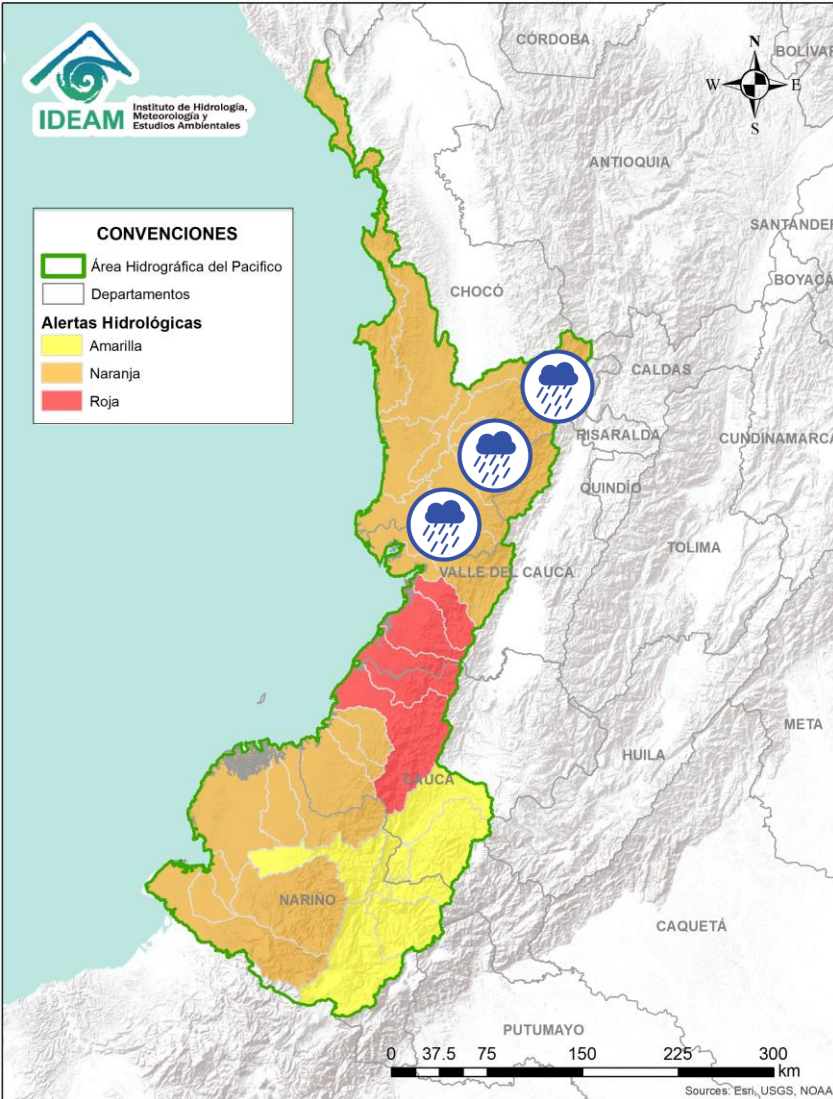 CÓRDOBA
BOLÍVAR
N
W
E
S
IDEAM
Instituto de Hidrología,
Meteorología y
Estudios Ambientales
ANTIOQUIA
SANTANDER
CONVENCIONES
Área Hidrográfica del Pacifico
Departamentos
Alertas Hidrológicas
Amarilla
Naranja
Roja
BOYACÁ
CHOCÓ
CALDAS
RISARALDA
CUNDINAMARCA
QUINDÍO
TOLIMA
VALLE DEL CAUCA
META
HUILA
CAUCA
NARIÑO
CAQUETÁ
PUTUMAYO
0 37.5 75 150 225 300
km
Sources: Esri, USGS, NOAA